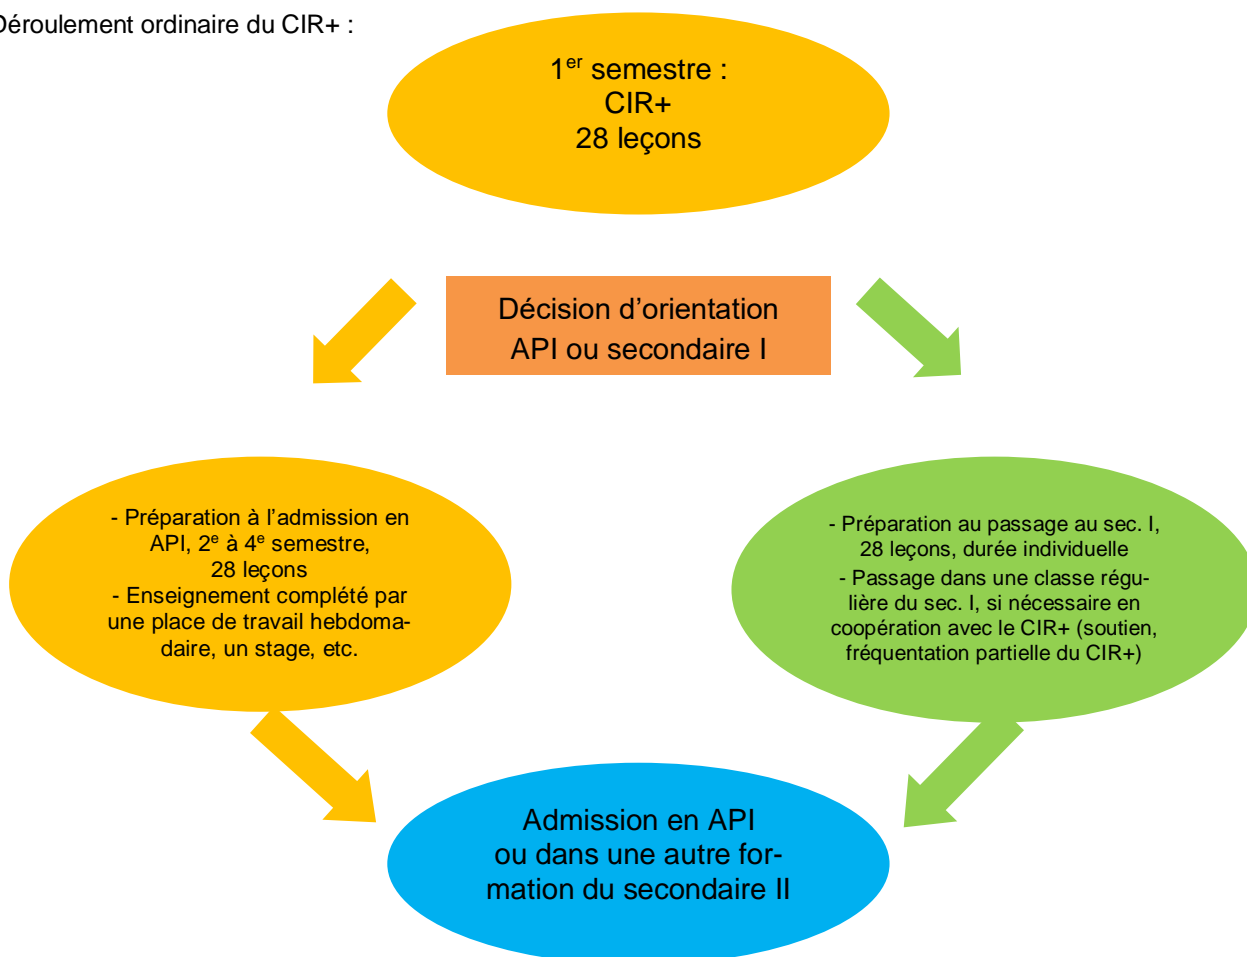 Déroulement ordinaire du CIR+ :
1er semestre :
CIR+
28 leçons
Décision d’orientation
API ou secondaire I
- Préparation à l’admission en
API, 2e à 4e semestre,
28 leçons
- Enseignement complété par
une place de travail hebdoma-
daire, un stage, etc.
- Préparation au passage au sec. I,
28 leçons, durée individuelle
- Passage dans une classe régu-
lière du sec. I, si nécessaire en
coopération avec le CIR+ (soutien,
fréquentation partielle du CIR+)
Admission en API
ou dans une autre for-
mation du secondaire II